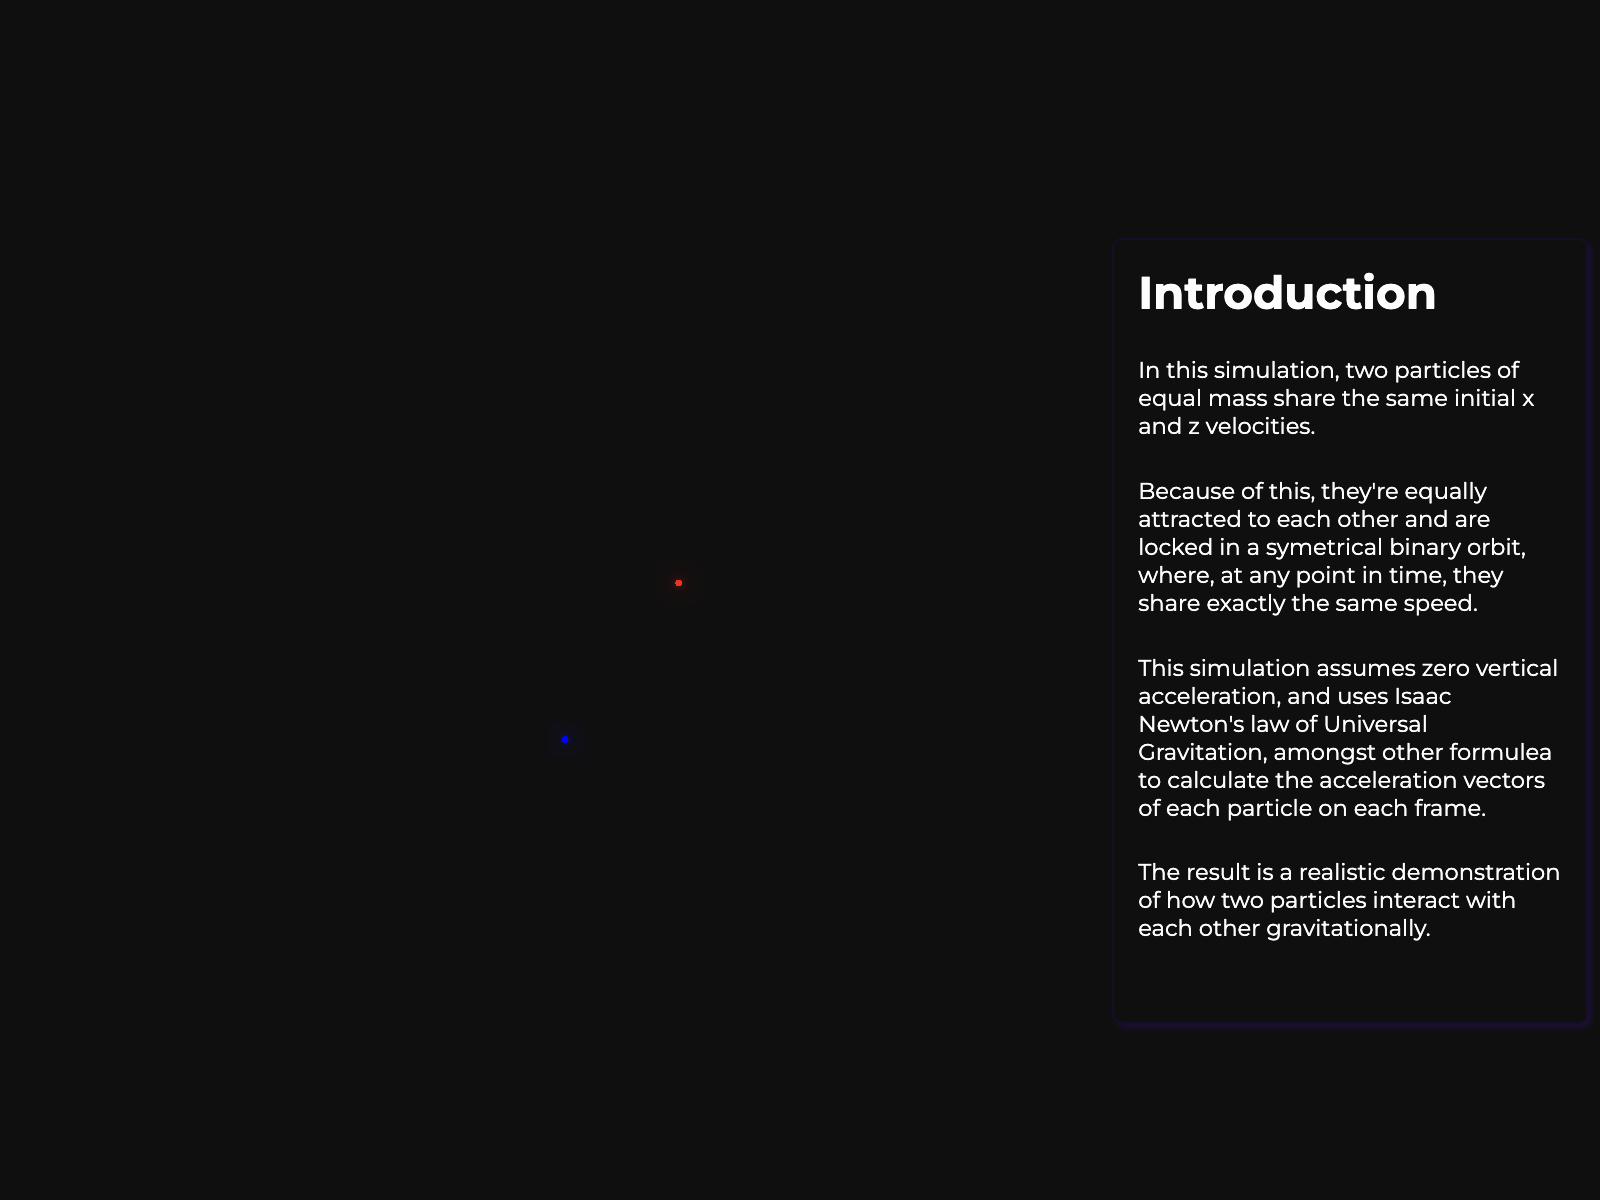 Introduction
In this simulation, two particles of
equal mass share the same initial x
and z velocities.
Because of this, they're equally
attracted to each other and are
locked in a symetrical binary orbit,
where, at any point in time, they
share exactly the same speed.
This simulation assumes zero vertical
acceleration, and uses Isaac
Newton's law of Universal
Gravitation, amongst other formulea
to calculate the acceleration vectors
of each particle on each frame.
The result is a realistic demonstration
of how two particles interact with
each other gravitationally.